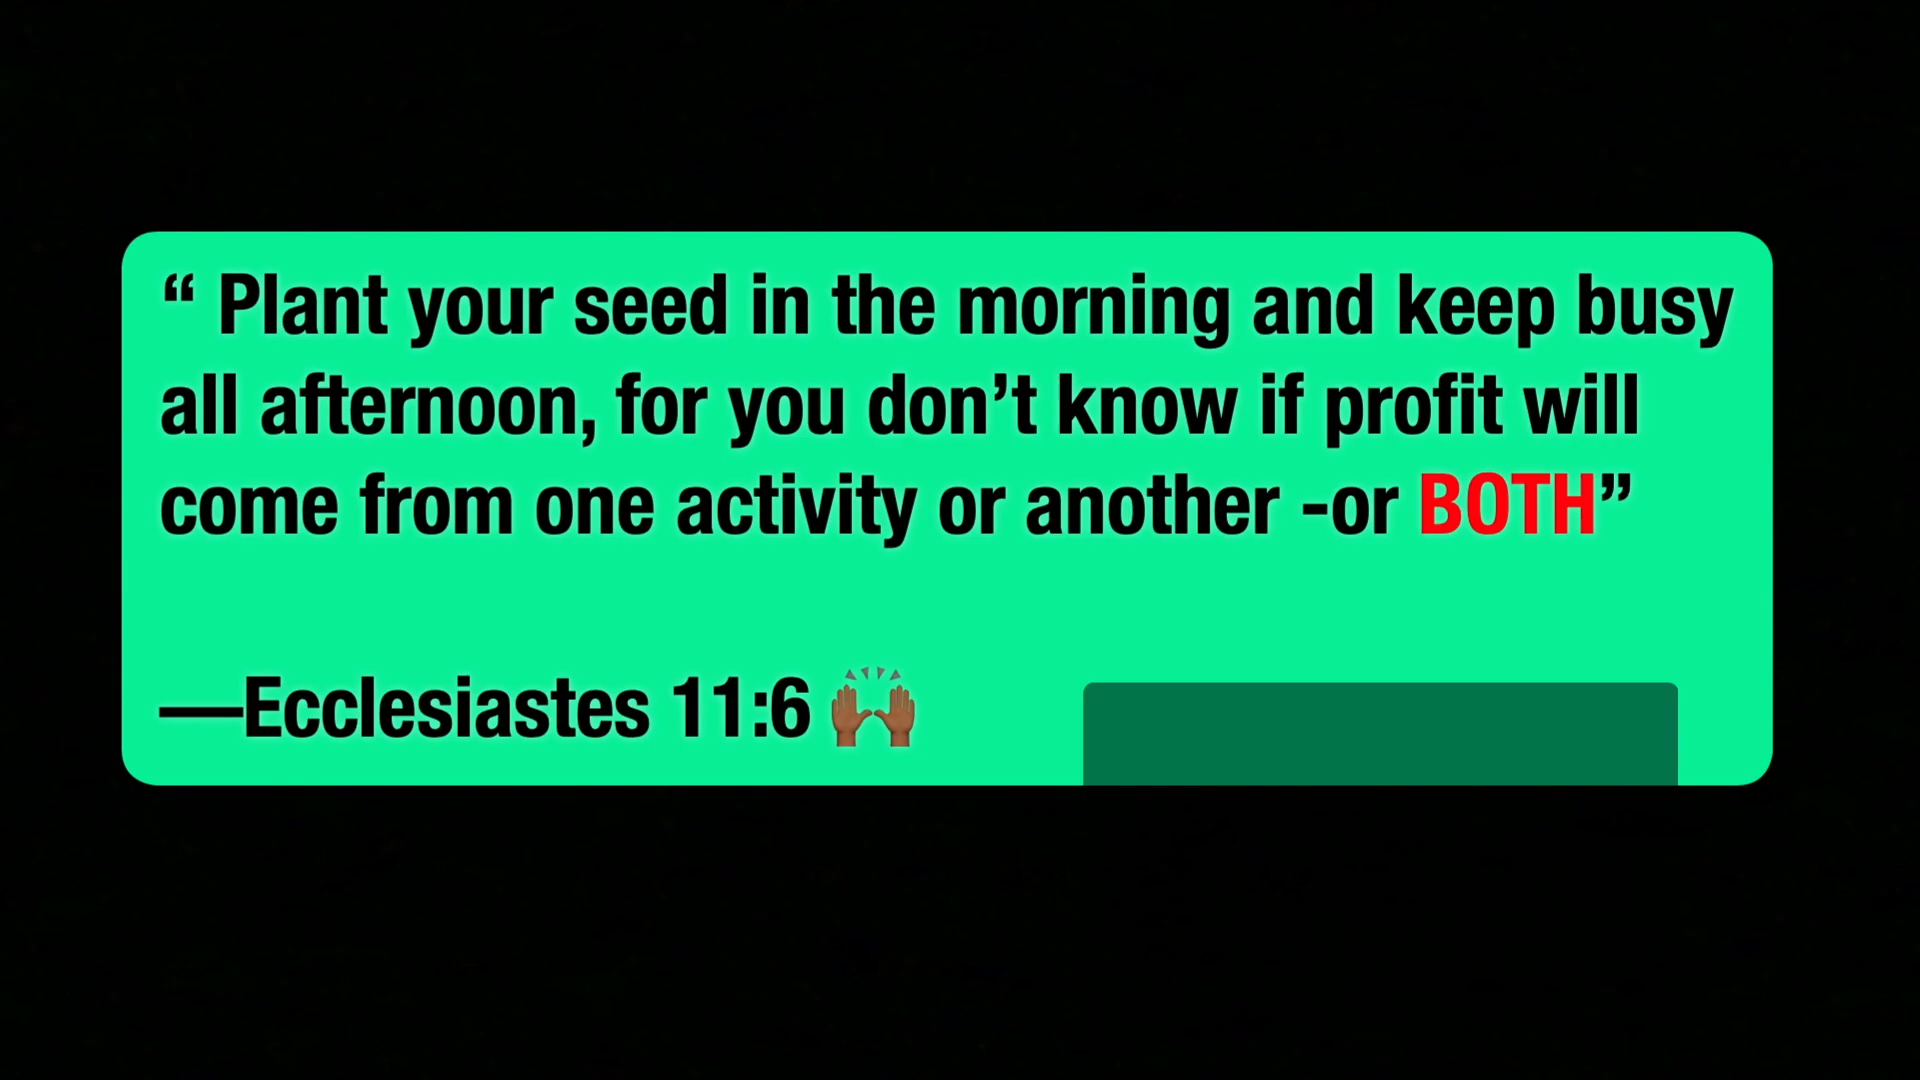 “ Plant your seed in the morning and keep busy
all afternoon, for you don’t know if profit will
come from one activity or another -or BOTH”
—Ecclesiastes 11:6 🙌🏾